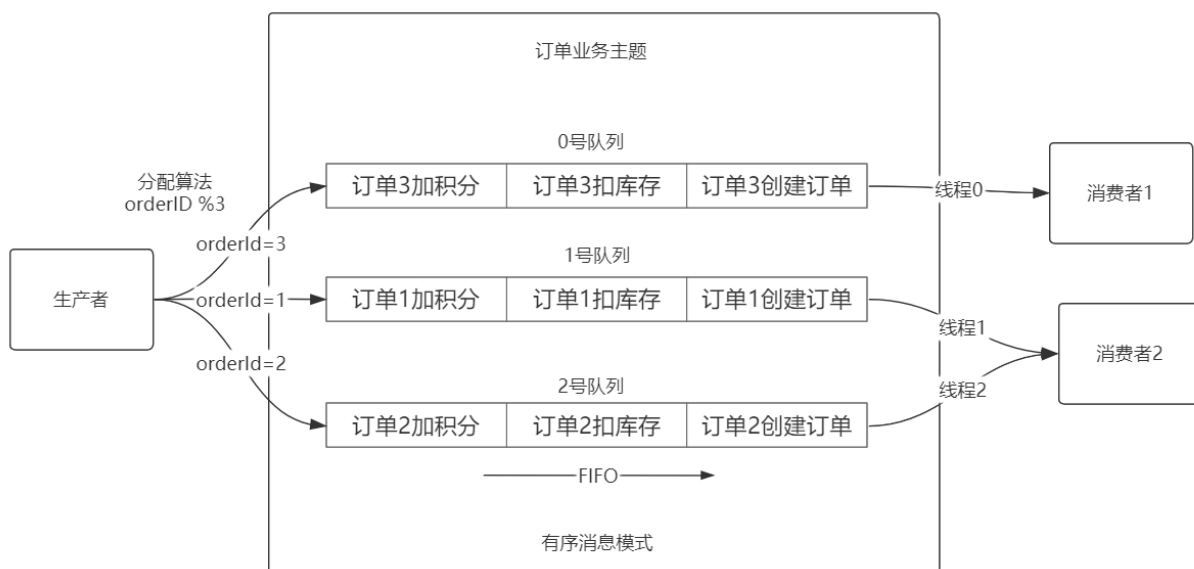 订单业务主题
0号队列
分配算法
orderID %3
订单3加积分 订单3扣库存 订单3创建订单
线程0
消费者1
orderId=3
1号队列
生产者
orderId=1
订单1加积分 订单1扣库存 订单1创建订单
线程1
消费者2
orderId=2
线程2
2号队列
订单2加积分 订单2扣库存 订单2创建订单
FIFO
有序消息模式